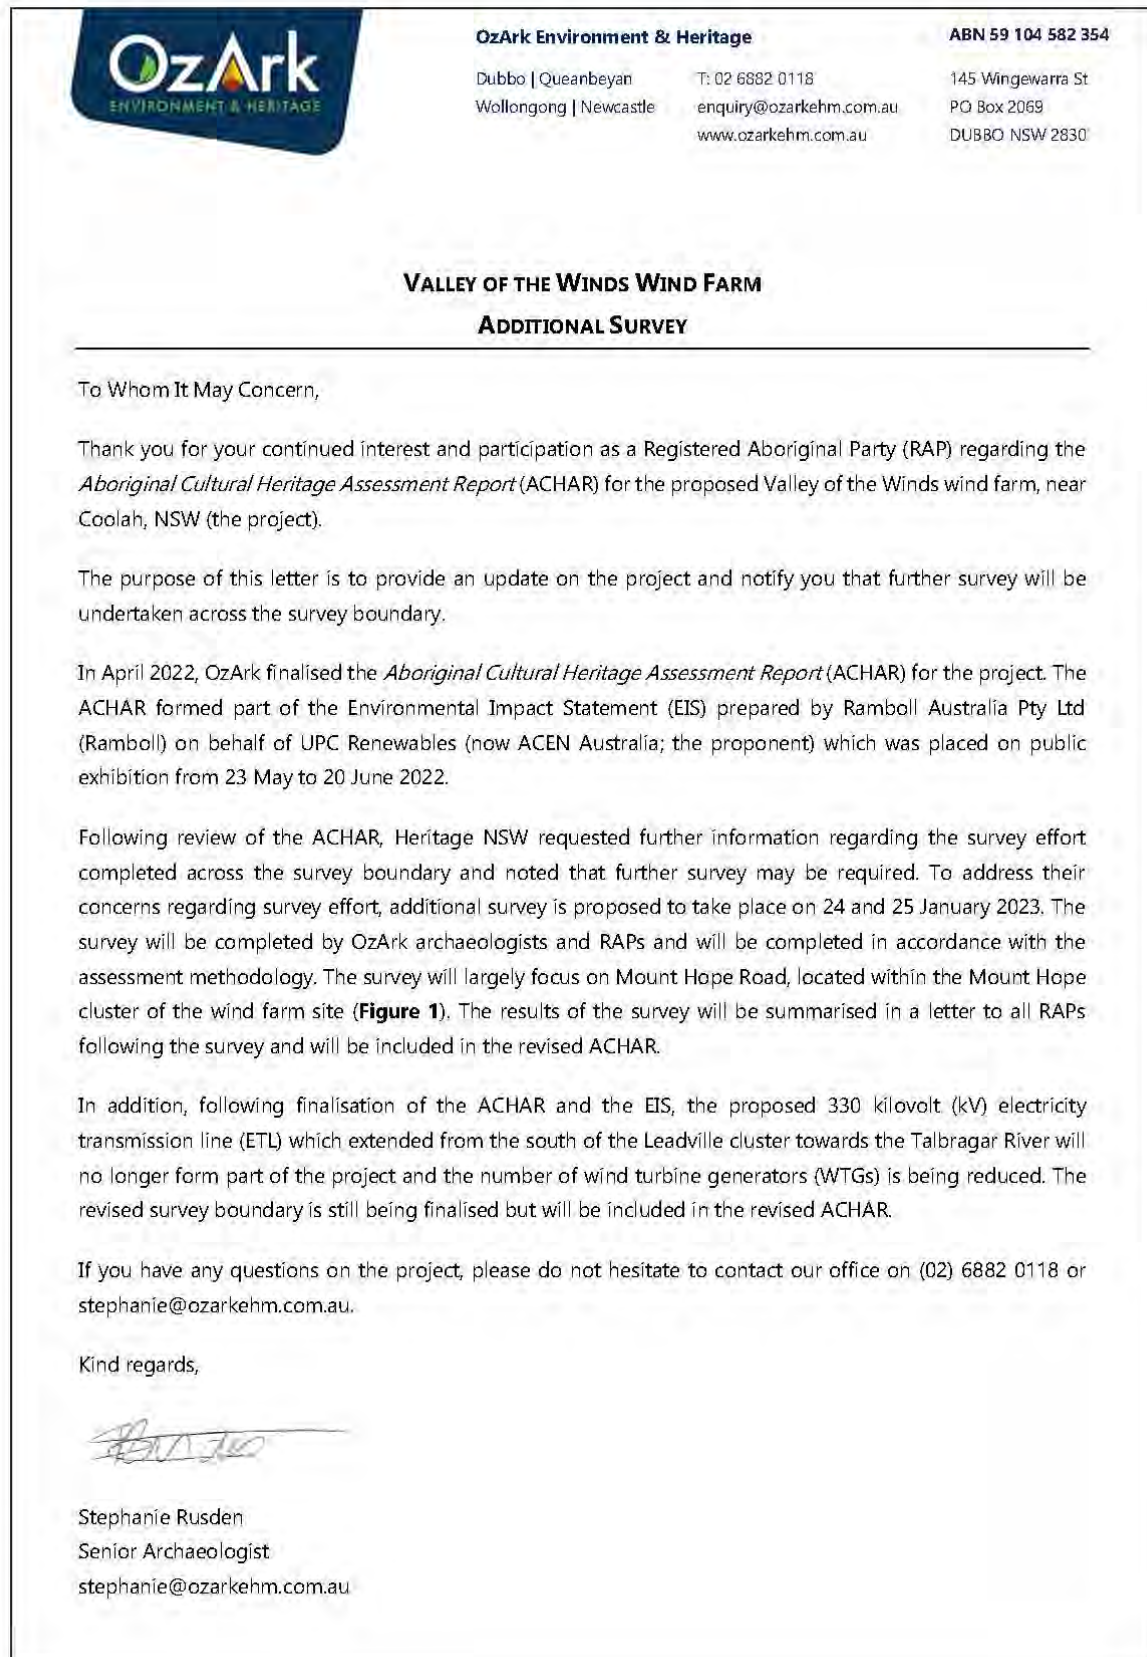 OzArk
ENVIRONMENT & HERITAGE
OzArk Environment & Heritage
Dubbo | Queanbeyan
Wollongong | Newcastle
T: 02 6882 0118
enquiry@ozarkehm.com.au
www.ozarkehm.com.au
ABN 59 104 582 354
145 Wingewarra St
PO Box 2069
DUBBO NSW 2830
VALLEY OF THE WINDS WIND FARM
ADDITIONAL SURVEY
To Whom It May Concern,
Thank you for your continued interest and participation as a Registered Aboriginal Party (RAP) regarding the
Aboriginal Cultural Heritage Assessment Report (ACHAR) for the proposed Valley of the Winds wind farm, near
Coolah, NSW (the project).
The purpose of this letter is to provide an update on the project and notify you that further survey will be
undertaken across the survey boundary.
In April 2022, OzArk finalised the Aboriginal Cultural Heritage Assessment Report (ACHAR) for the project. The
ACHAR formed part of the Environmental Impact Statement (EIS) prepared by Ramboll Australia Pty Ltd
(Ramboll) on behalf of UPC Renewables (now ACEN Australia; the proponent) which was placed on public
exhibition from 23 May to 20 June 2022.
Following review of the ACHAR, Heritage NSW requested further information regarding the survey effort
completed across the survey boundary and noted that further survey may be required. To address their
concerns regarding survey effort, additional survey is proposed to take place on 24 and 25 January 2023. The
survey will be completed by OzArk archaeologists and RAPs and will be completed in accordance with the
assessment methodology. The survey will largely focus on Mount Hope Road, located within the Mount Hope
cluster of the wind farm site (Figure 1). The results of the survey will be summarised in a letter to all RAPs
following the survey and will be included in the revised ACHAR.
In addition, following finalisation of the ACHAR and the EIS, the proposed 330 kilovolt (kV) electricity
transmission line (ETL) which extended from the south of the Leadville cluster towards the Talbragar River will
no longer form part of the project and the number of wind turbine generators (WTGs) is being reduced. The
revised survey boundary is still being finalised but will be included in the revised ACHAR.
If you have any questions on the project, please do not hesitate to contact our office on (02) 6882 0118 or
stephanie@ozarkehm.com.au.
Kind regards,
Stephanie Rusden
Senior Archaeologist
stephanie@ozarkehm.com.au